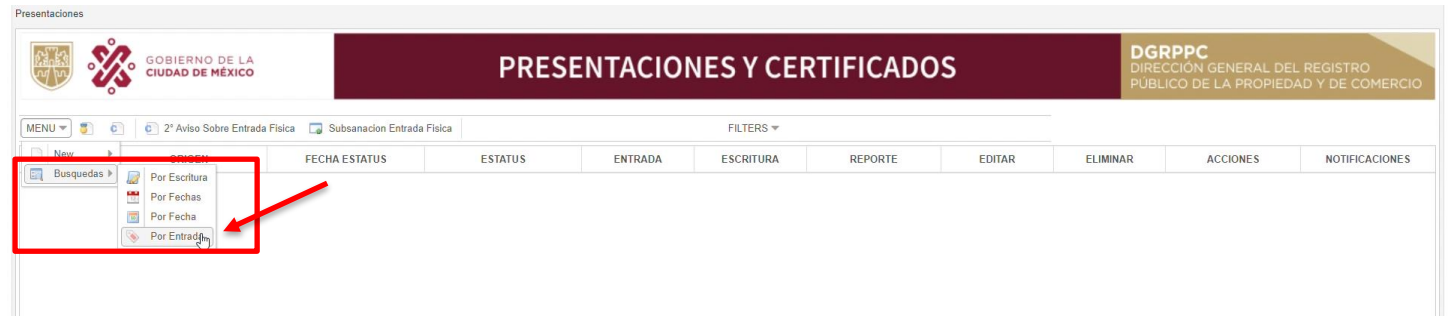 Presentaciones
GOBIERNO DE LA
CIUDAD DE MÉXICO
PRESENTACIONES Y CERTIFICADOS
DGRPPC
DIRECCIÓN GENERAL DEL REGISTRO
PÚBLICO DE LA PROPIEDAD Y DE COMERCIO
MENU
2° Aviso Sobre Entrada Física
Subsanacion Entrada Fisica
FILTERS
New
ORIGEN
FECHA ESTATUS
ESTATUS
ENTRADA
ESCRITURA
REPORTE
EDITAR
ELIMINAR
ACCIONES
NOTIFICACIONES
Busquedas
Por Escritura
Por Fechas
Por Fecha
Por Entrada